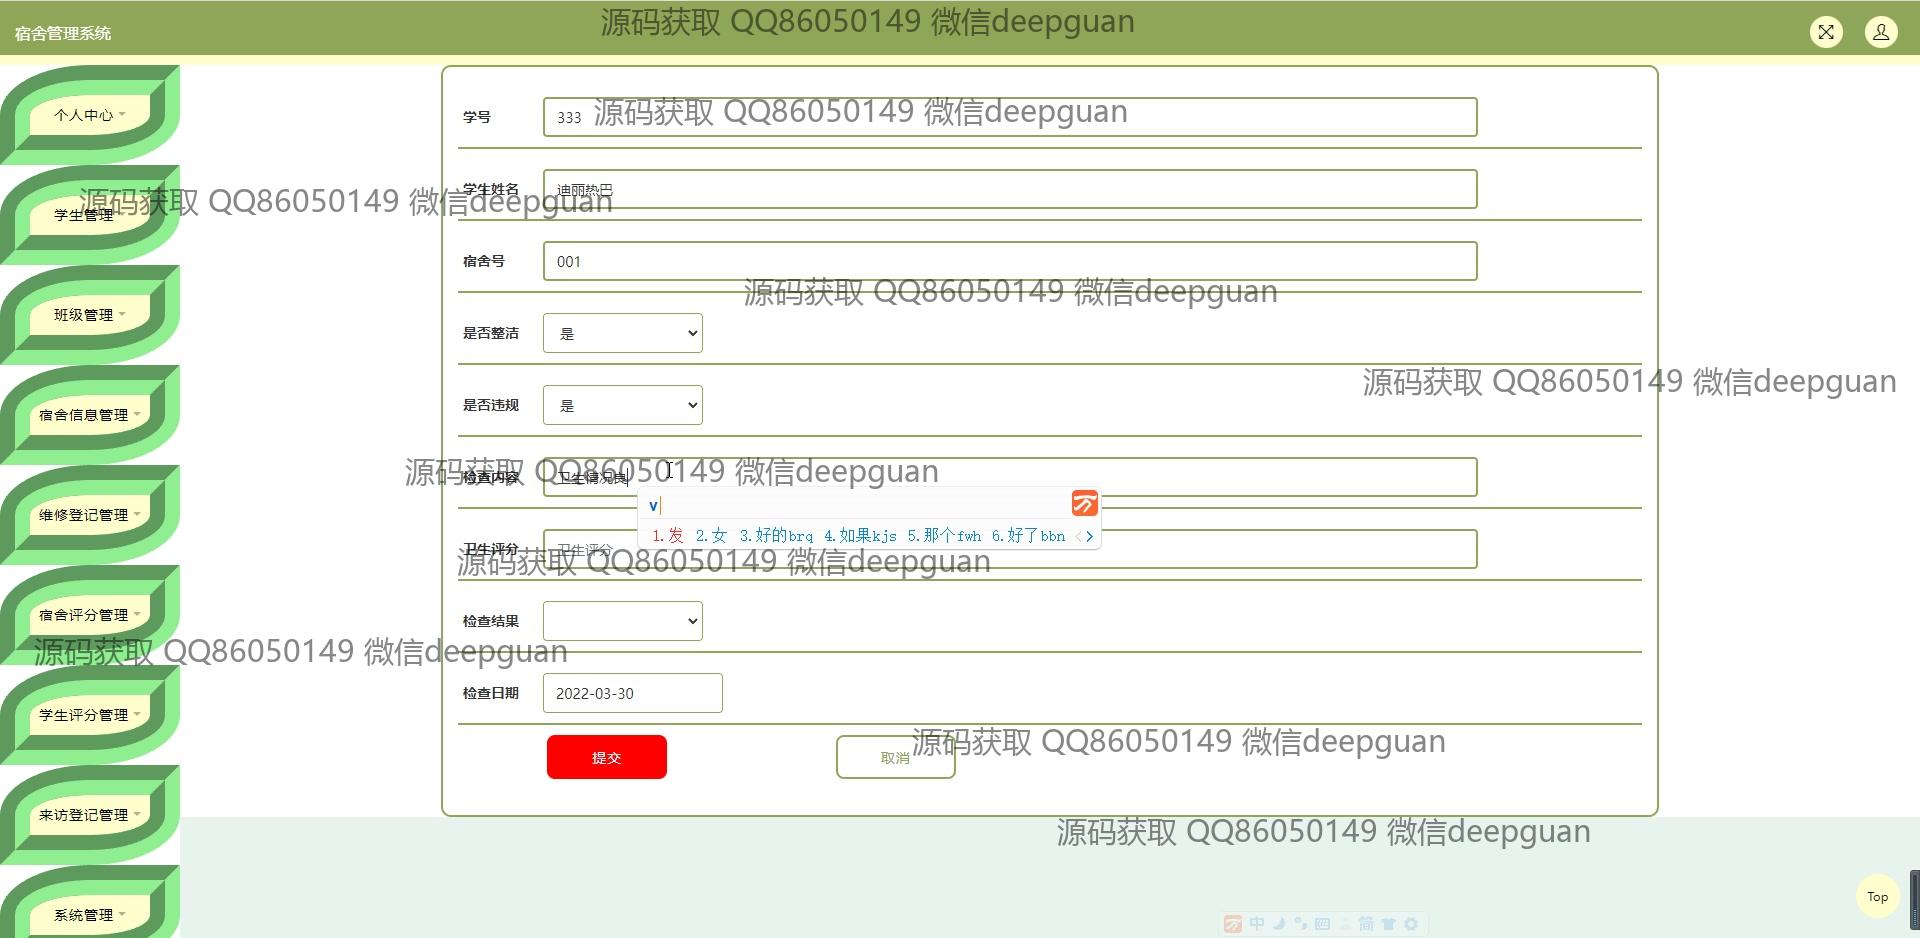 宿舍管理系统
源码获取 QQ86050149 微信deepguan
个人中心
学生管理
班级管理
宿舍信息管理
维修登记管理
宿舍评分管理
学生评分管理
来访登记管理
系统管理
学号 333
源码获取 QQ86050149 微信deepguan
学生姓名 迪丽热巴
源码获取 QQ86050149 微信deepguan
宿舍号 001
源码获取 QQ86050149 微信deepguan
是否整洁 是
源码获取 QQ86050149 微信deepguan
是否违规 是
检查内容 卫生情况良
源码获取 QQ86050149 微信deepguan
v
1.发 2.女 3.好的brq 4.如果kjs 5.那个fwh 6.好了bbn
卫生评分 卫生评分
源码获取 QQ86050149 微信deepguan
检查结果
源码获取 QQ86050149 微信deepguan
检查日期 2022-03-30
提交 取消
源码获取 QQ86050149 微信deepguan
源码获取 QQ86050149 微信deepguan
Top
中 简